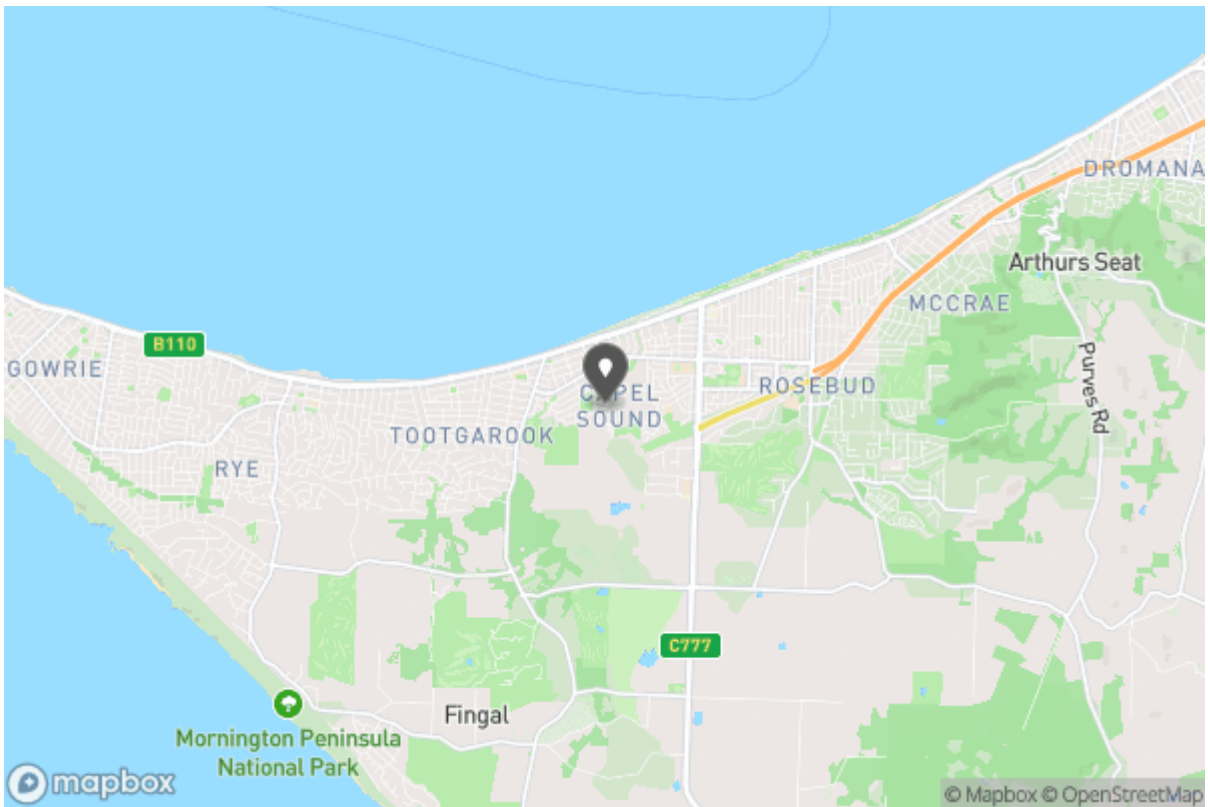 DROMANA
Arthurs Seat
MCCRAE
B110
GOWRIE
Purves Rd
CAPEL
SOUND
ROSEBUD
TOOTGAROOK
RYE
C777
Fingal
Mornington Peninsula
National Park
mapbox
© Mapbox © OpenStreetMap